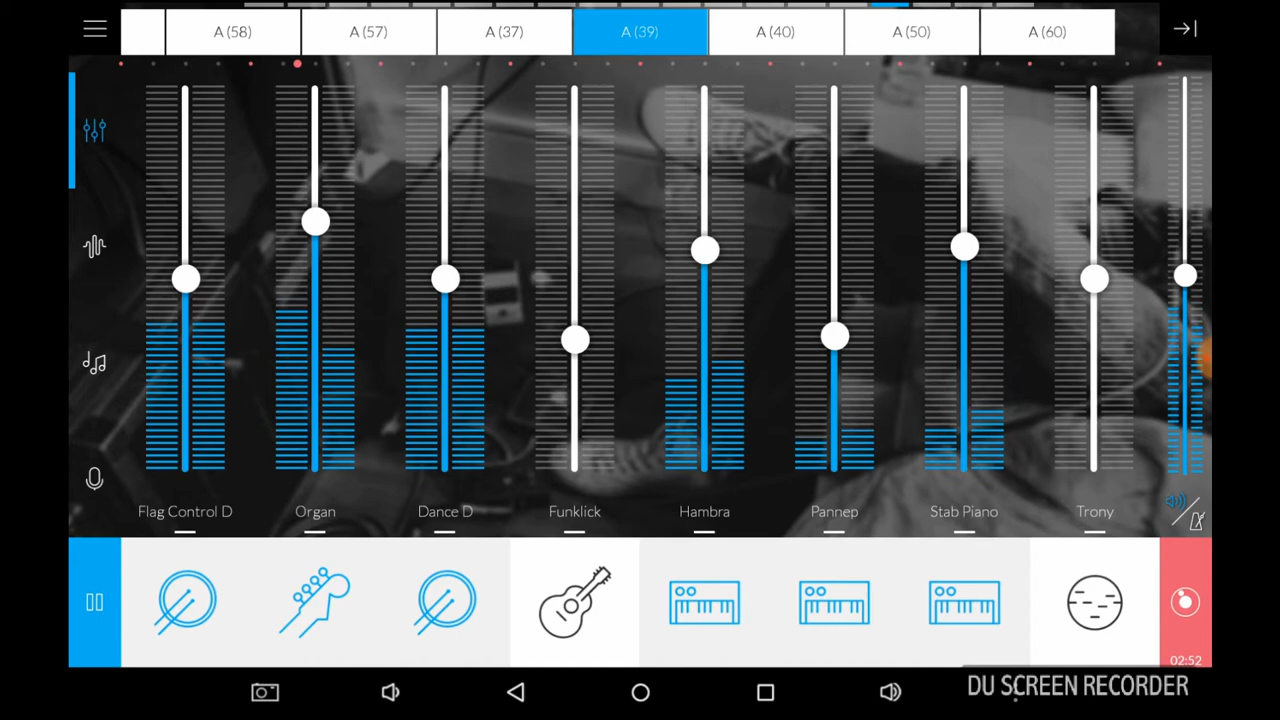 A (58) A (57) A (37) A (39) A (40) A (50) A (60)
Flag Control D Organ Dance D Funklick Hambra Pannep Stab Piano Trony
02:52
DU SCREEN RECORDER